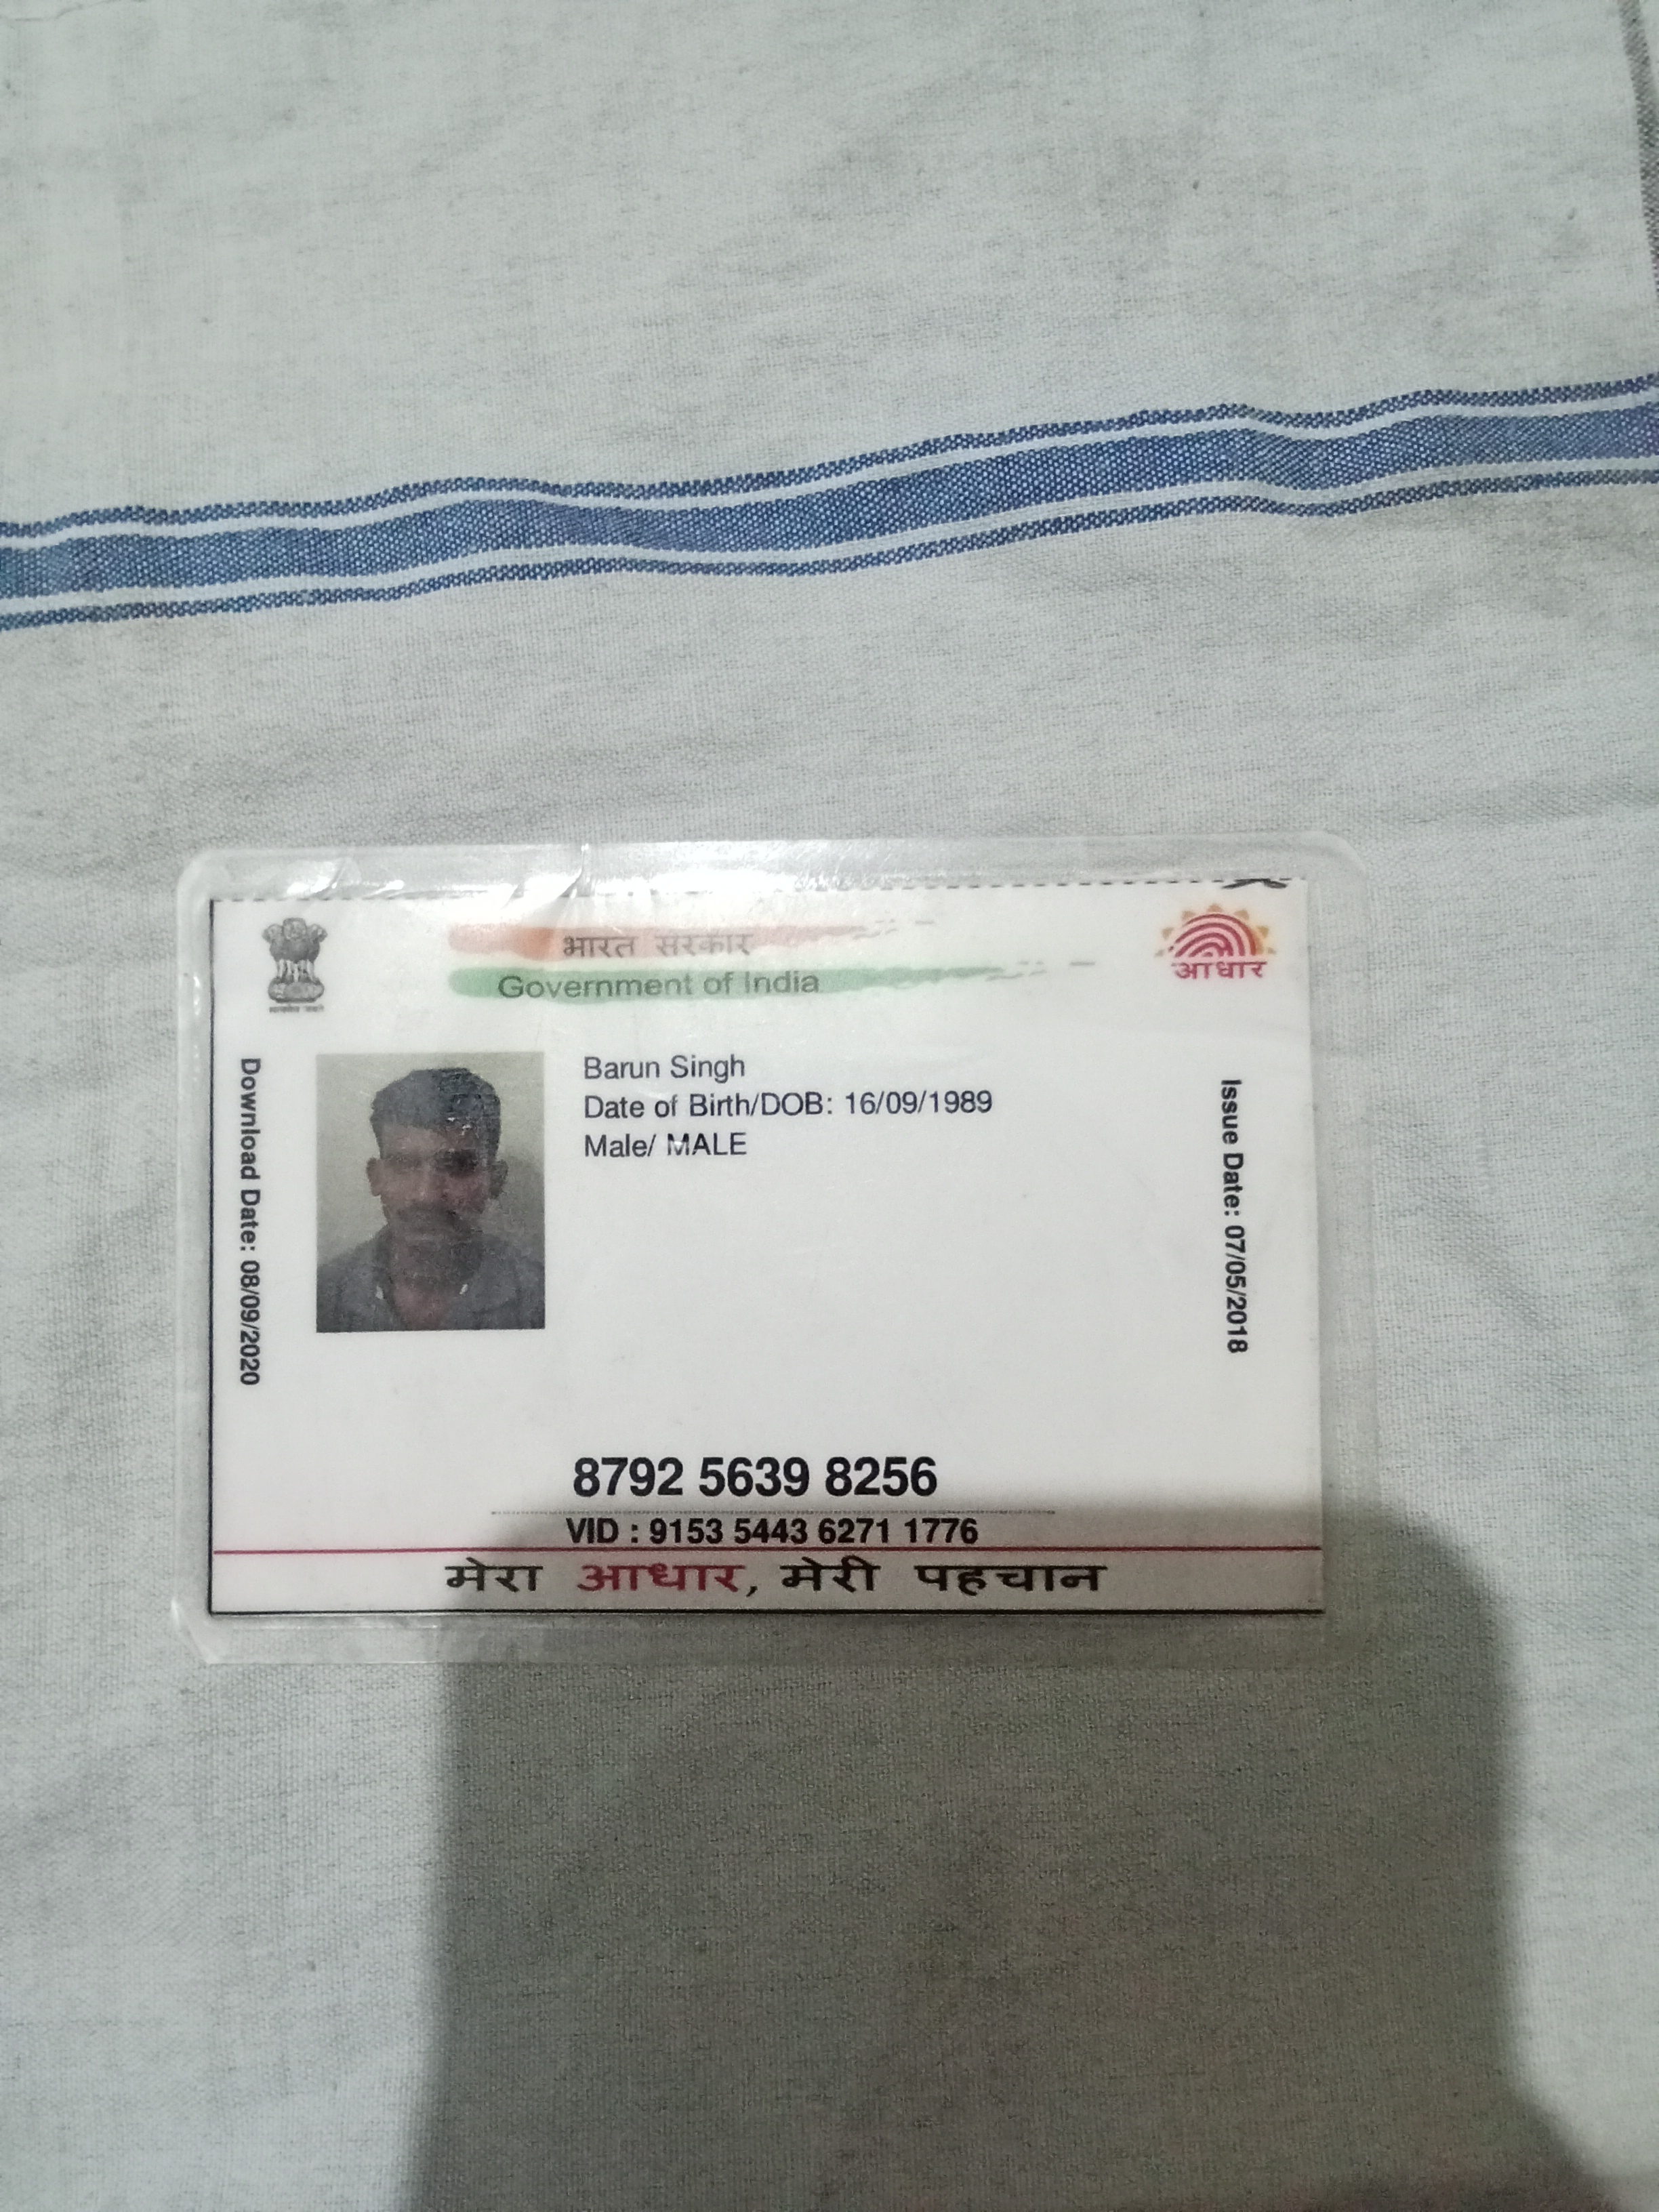 भारत सरकार
Government of India
आधार
Download Date: 08/09/2020
Barun Singh
Date of Birth/DOB: 16/09/1989
Male/ MALE
Issue Date: 07/05/2018
8792 5639 8256
VID : 9153 5443 6271 1776
मेरा आधार, मेरी पहचान